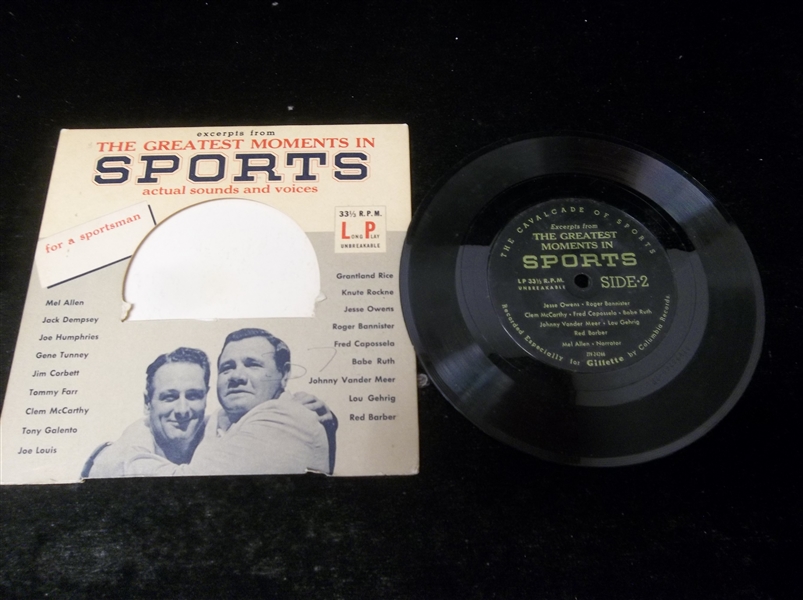 excerpts from
THE GREATEST MOMENTS IN
SPORTS
actual sounds and voices
for a sportsman
33⅓ R.P.M.
LONG PLAY
UNBREAKABLE
Mel Allen
Jack Dempsey
Joe Humphries
Gene Tunney
Jim Corbett
Tommy Farr
Clem McCarthy
Tony Galento
Joe Louis
Grantland Rice
Knute Rockne
Jesse Owens
Roger Bannister
Fred Capossela
Babe Ruth
Johnny Vander Meer
Lou Gehrig
Red Barber
THE CAVALCADE OF SPORTS
Excerpts from
THE GREATEST
MOMENTS IN
SPORTS
LP 33⅓ R.P.M.
UNBREAKABLE
SIDE·2
Jesse Owens • Roger Bannister
Clem McCarthy • Fred Capossela • Babe Ruth
Johnny Vander Meer • Lou Gehrig
Red Barber
Mel Allen - Narrator
Recorded Especially for Gillette by Columbia Records